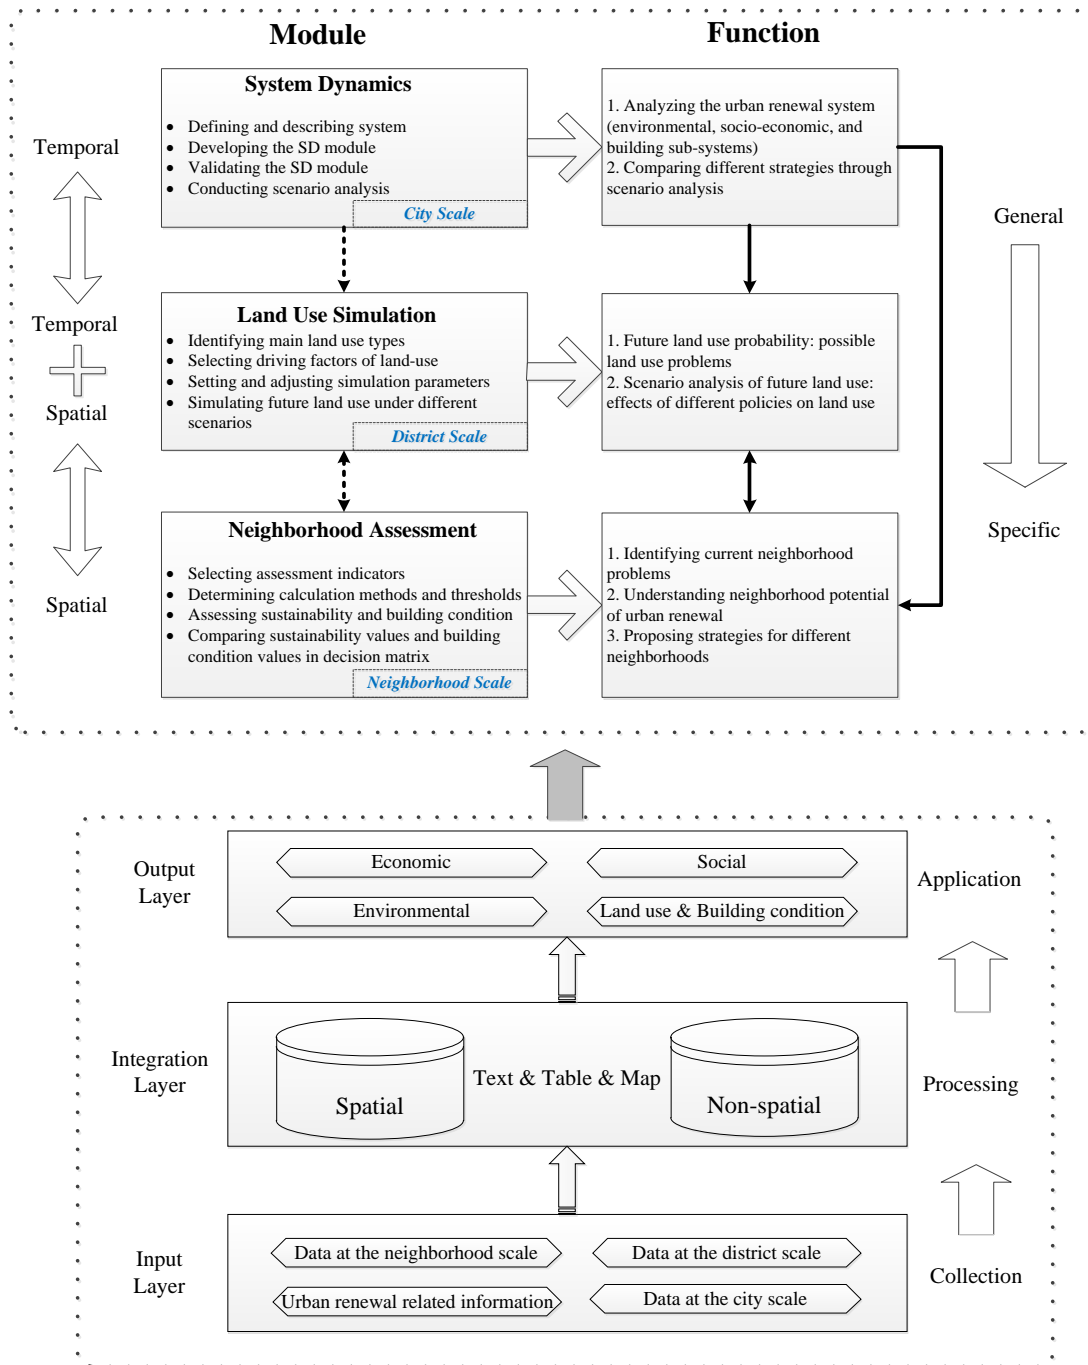 Module
Function
System Dynamics
• Defining and describing system
• Developing the SD module
• Validating the SD module
• Conducting scenario analysis
City Scale
1. Analyzing the urban renewal system
(environmental, socio-economic, and
building sub-systems)
2. Comparing different strategies through
scenario analysis
Temporal
General
Temporal
Spatial
Land Use Simulation
• Identifying main land use types
• Selecting driving factors of land-use
• Setting and adjusting simulation parameters
• Simulating future land use under different
scenarios
District Scale
1. Future land use probability: possible
land use problems
2. Scenario analysis of future land use:
effects of different policies on land use
Specific
Spatial
Neighborhood Assessment
• Selecting assessment indicators
• Determining calculation methods and thresholds
• Assessing sustainability and building condition
• Comparing sustainability values and building
condition values in decision matrix
Neighborhood Scale
1. Identifying current neighborhood
problems
2. Understanding neighborhood potential
of urban renewal
3. Proposing strategies for different
neighborhoods
Output
Layer
Economic
Social
Environmental
Land use & Building condition
Application
Integration
Layer
Spatial
Text & Table & Map
Non-spatial
Processing
Input
Layer
Data at the neighborhood scale
Data at the district scale
Urban renewal related information
Data at the city scale
Collection